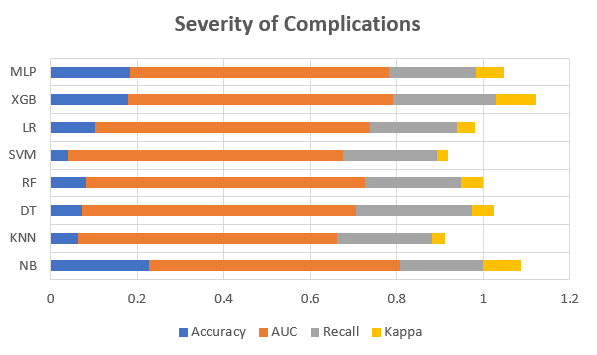 Severity of Complications
MLP
XGB
LR
SVM
RF
DT
KNN
NB
0 0.2 0.4 0.6 0.8 1 1.2
Accuracy AUC Recall Kappa